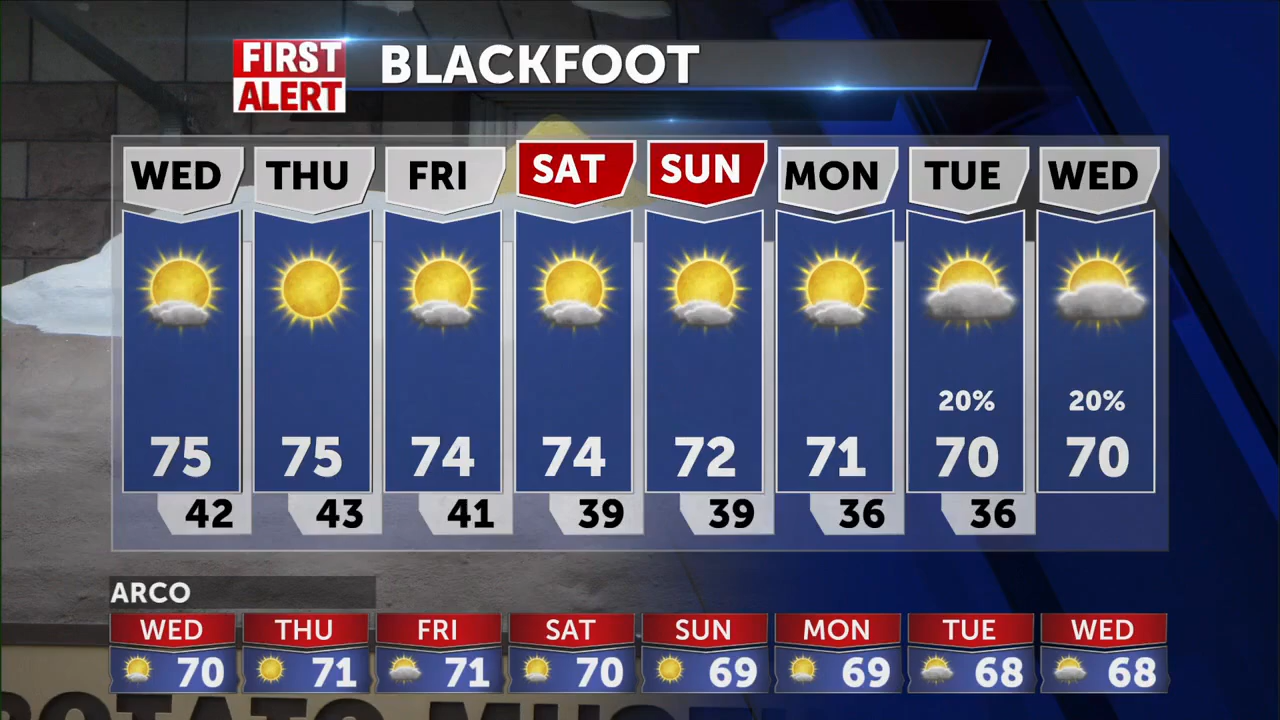 FIRST ALERT
BLACKFOOT
WED THU FRI SAT SUN MON TUE WED
20% 20%
75 75 74 74 72 71 70 70
42 43 41 39 39 36 36
ARCO
WED THU FRI SAT SUN MON TUE WED
70 71 71 70 69 69 68 68
POTATO